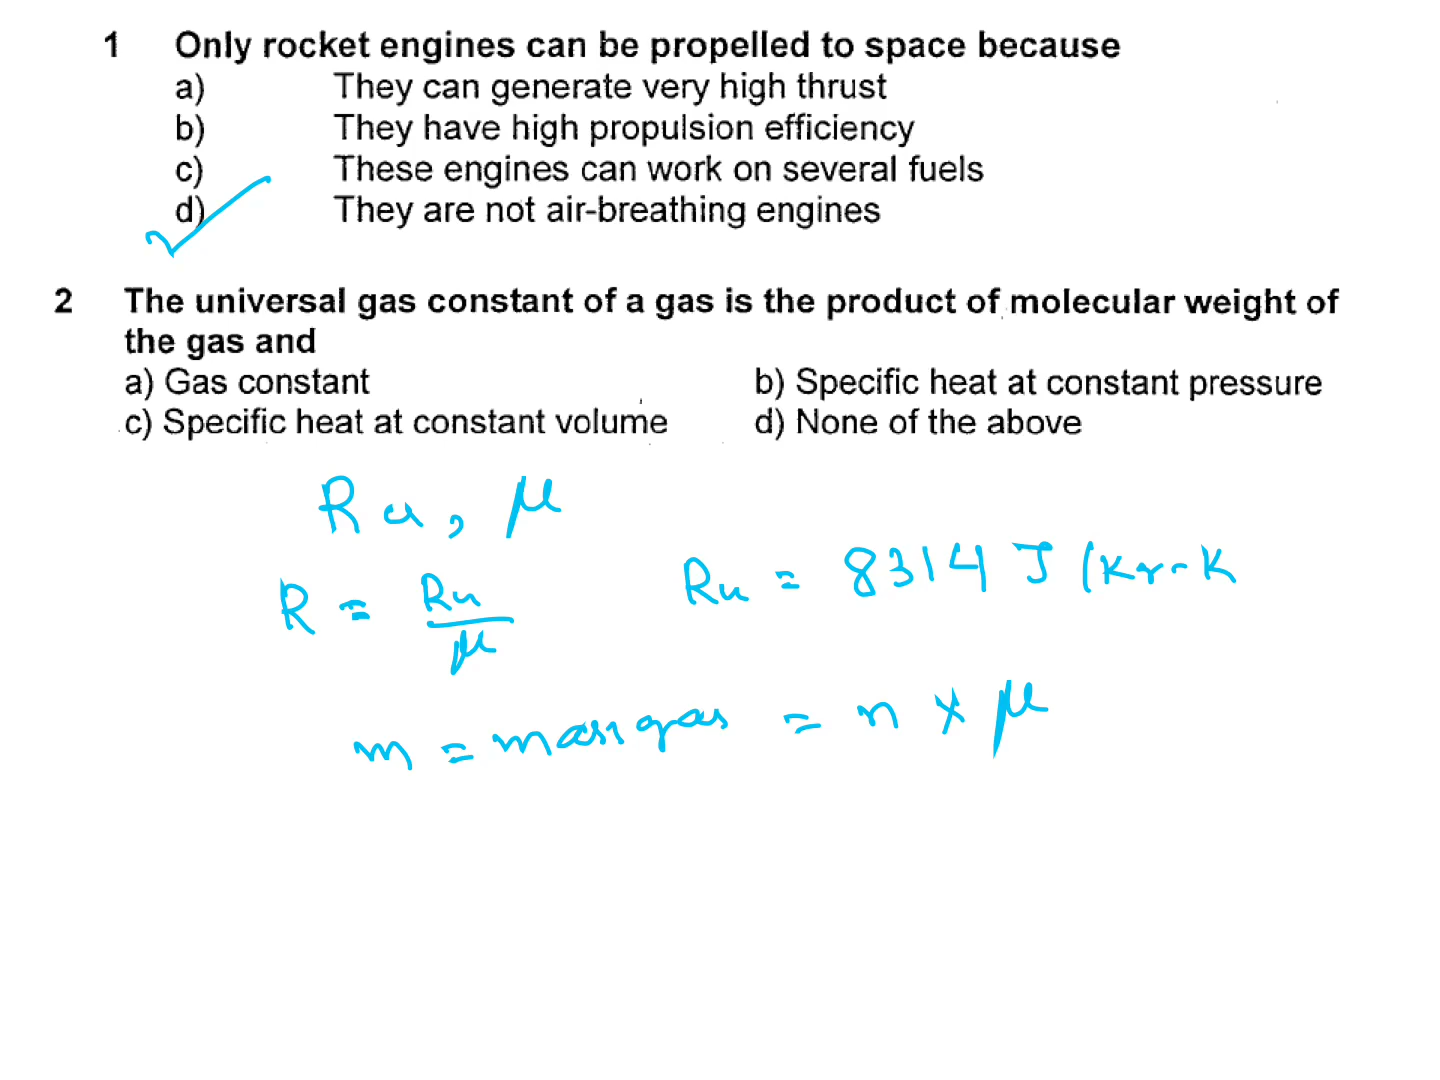 1 Only rocket engines can be propelled to space because
a) They can generate very high thrust
b) They have high propulsion efficiency
c) These engines can work on several fuels
d) They are not air-breathing engines
2 The universal gas constant of a gas is the product of molecular weight of
the gas and
a) Gas constant b) Specific heat at constant pressure
c) Specific heat at constant volume d) None of the above
Ru, μ
R = Ru/μ Ru = 8314 J
m = mass gas = n × μ